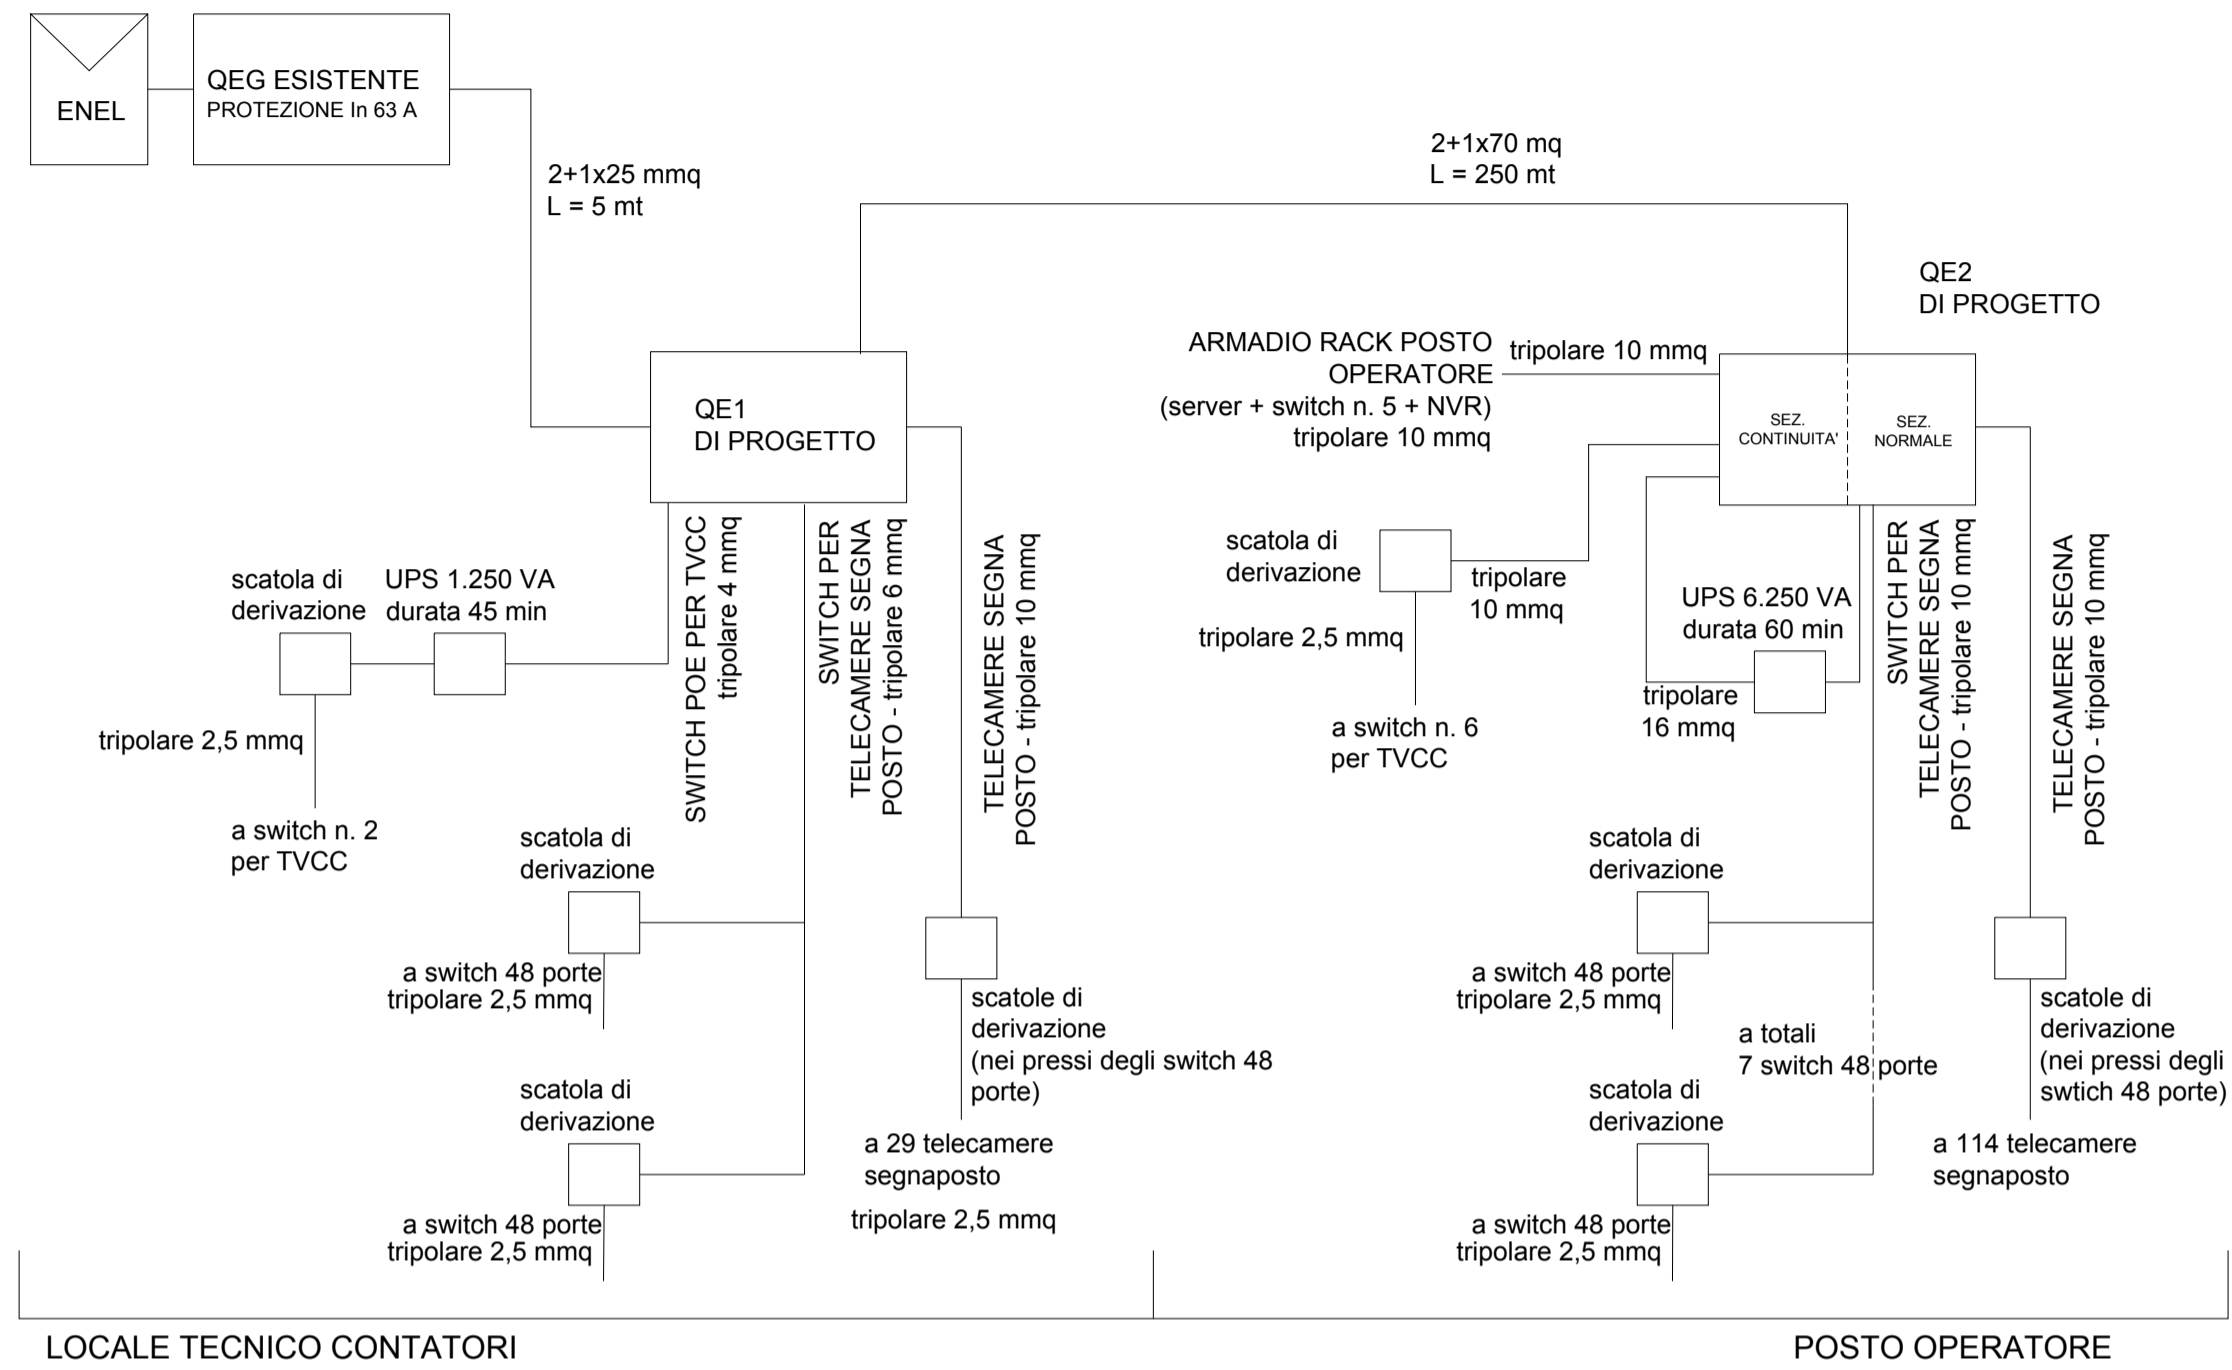 ENEL
QEG ESISTENTE
PROTEZIONE In 63 A
2+1x25 mmq
L = 5 mt
2+1x70 mq
L = 250 mt
QE1
DI PROGETTO
QE2
DI PROGETTO
ARMADIO RACK POSTO
OPERATORE
(server + switch n. 5 + NVR)
tripolare 10 mmq
tripolare 10 mmq
SEZ.
CONTINUITA'
SEZ.
NORMALE
scatola di
derivazione
UPS 1.250 VA
durata 45 min
tripolare 2,5 mmq
a switch n. 2
per TVCC
SWITCH POE PER TVCC
tripolare 4 mmq
SWITCH PER
TELECAMERE SEGNA
POSTO - tripolare 6 mmq
TELECAMERE SEGNA
POSTO - tripolare 10 mmq
scatola di
derivazione
a switch 48 porte
tripolare 2,5 mmq
scatola di
derivazione
a switch 48 porte
tripolare 2,5 mmq
scatole di
derivazione
(nei pressi degli switch 48
porte)
a 29 telecamere
segnaposto
tripolare 2,5 mmq
scatola di
derivazione
tripolare
10 mmq
tripolare 2,5 mmq
a switch n. 6
per TVCC
UPS 6.250 VA
durata 60 min
tripolare
16 mmq
SWITCH PER
TELECAMERE SEGNA
POSTO - tripolare 10 mmq
TELECAMERE SEGNA
POSTO - tripolare 10 mmq
scatola di
derivazione
a switch 48 porte
tripolare 2,5 mmq
a totali
7 switch 48 porte
scatola di
derivazione
a switch 48 porte
tripolare 2,5 mmq
scatole di
derivazione
(nei pressi degli
swtich 48 porte)
a 114 telecamere
segnaposto
LOCALE TECNICO CONTATORI
POSTO OPERATORE